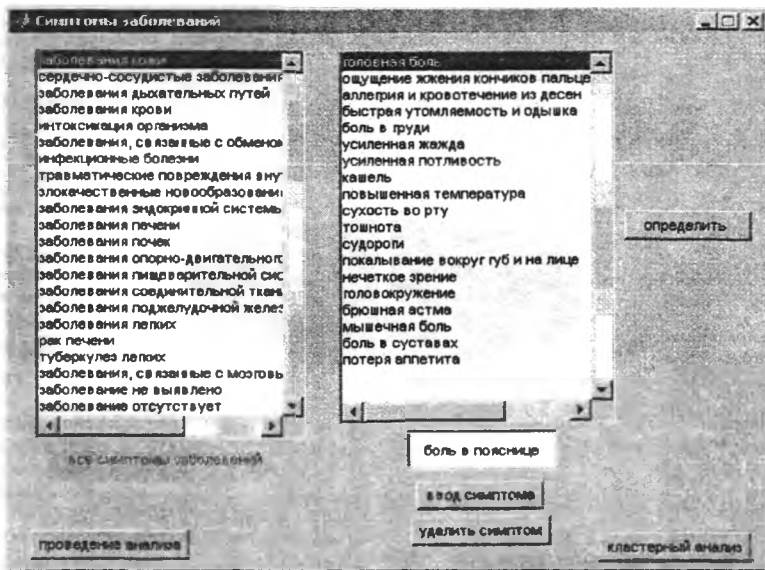 Симптомы заболеваний
заболевания кожи
сердечно-сосудистые заболевания
заболевания дыхательных путей
заболевания крови
интоксикация организма
заболевания, связанные с обменом
инфекционные болезни
травматические повреждения вну
злокачественные новообразовани
заболевания эндокринной системы
заболевания печени
заболевания почек
заболевания опорно-двигательного
заболевания пищеварительной сис
заболевания соединительной ткан
заболевания поджелудочной желез
заболевания легких
рак печени
туберкулез легких
заболевания, связанные с мозговы
заболевание не выявлено
заболевание отсутствует
все симптомы заболеваний
проведение анализа
головная боль
ощущение жжения кончиков пальце
аллегрия и кровотечение из десен
быстрая утомляемость и одышка
боль в груди
усиленная жажда
усиленная потливость
кашель
повышенная температура
сухость во рту
тошнота
судороги
покалывание вокруг губ и на лице
нечеткое зрение
головокружение
брюшная астма
мышечная боль
боль в суставах
потеря аппетита
боль в пояснице
ввод симптома
удалить симптом
определить
кластерный анализ